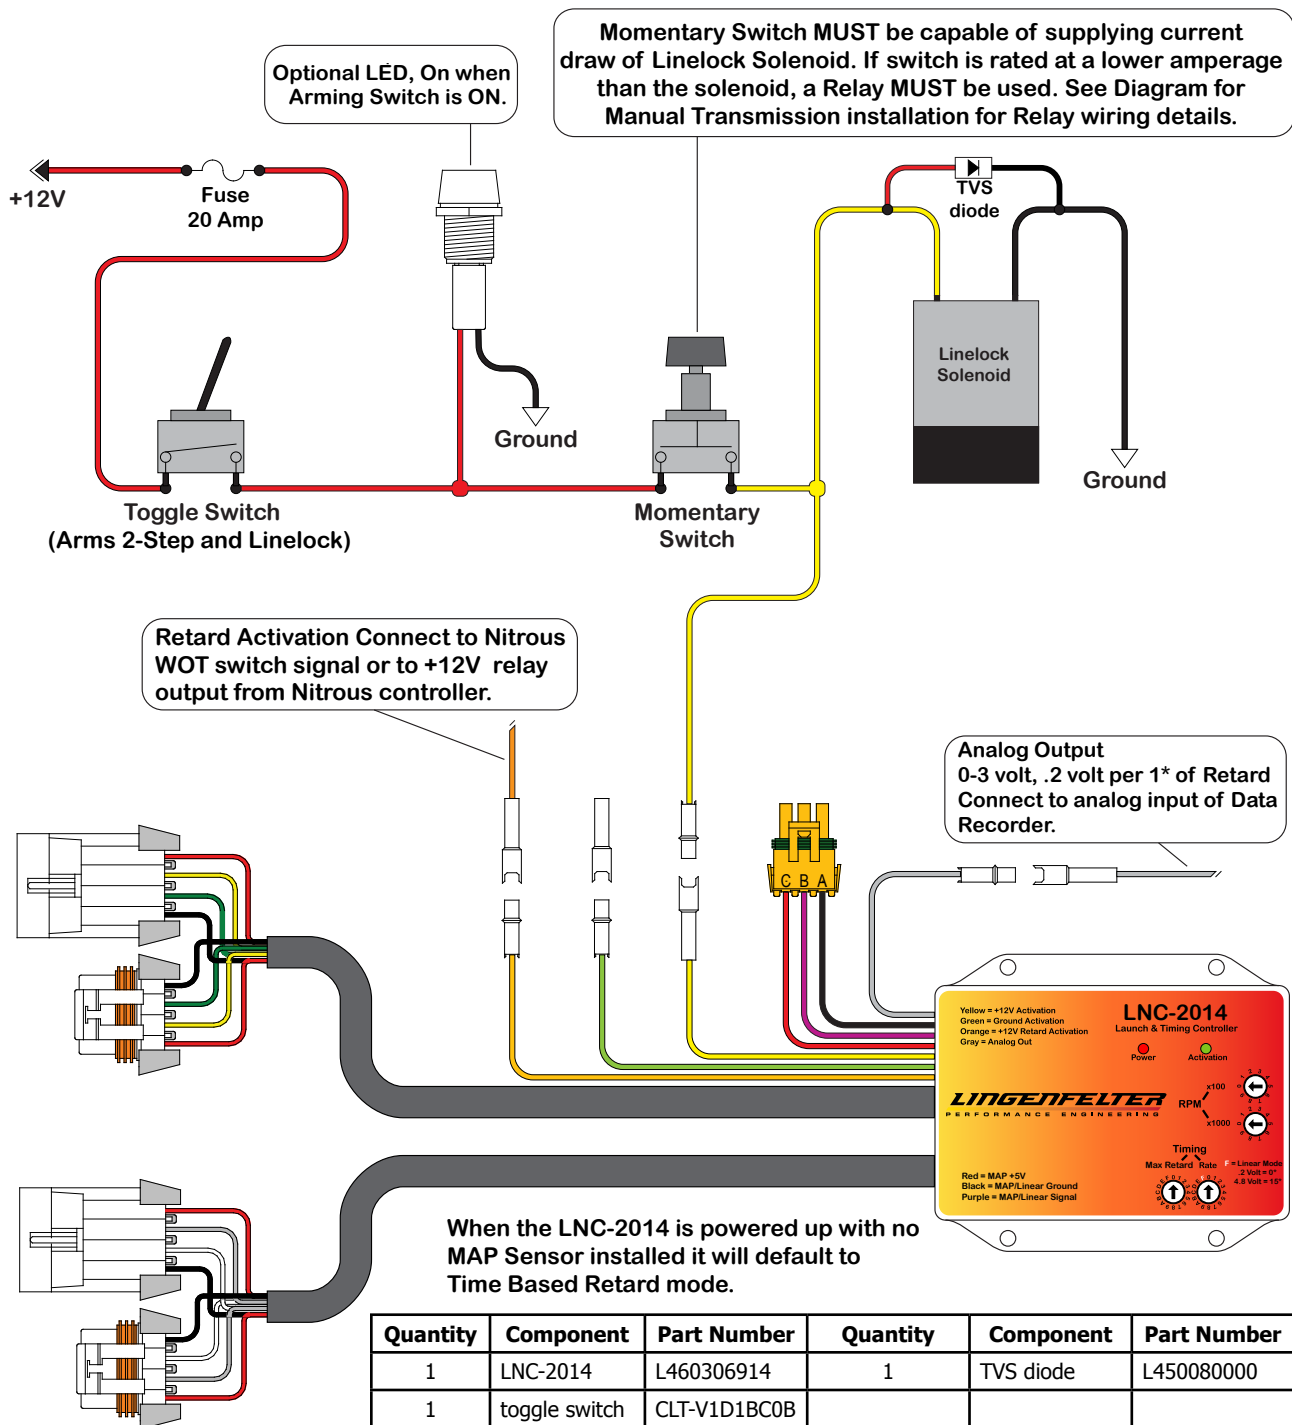 Momentary Switch MUST be capable of supplying current
draw of Linelock Solenoid. If switch is rated at a lower amperage
than the solenoid, a Relay MUST be used. See Diagram for
Manual Transmission installation for Relay wiring details.
Optional LED, On when
Arming Switch is ON.
+12V
Fuse
20 Amp
TVS
diode
Linelock
Solenoid
Ground
Ground
Toggle Switch
(Arms 2-Step and Linelock)
Momentary
Switch
Retard Activation Connect to Nitrous
WOT switch signal or to +12V relay
output from Nitrous controller.
Analog Output
0-3 volt, .2 volt per 1* of Retard
Connect to analog input of Data
Recorder.
C B A
Yellow = +12V Activation
Green = Ground Activation
Orange = +12V Retard Activation
Gray = Analog Out
LNC-2014
Launch & Timing Controller
Power
Activation
LINGENFELTER
PERFORMANCE ENGINEERING
RPM
x100
x1000
Timing
Max Retard Rate
F = Linear Mode
.2 Volt = 0°
4.8 Volt = 15°
Red = MAP +5V
Black = MAP/Linear Ground
Purple = MAP/Linear Signal
When the LNC-2014 is powered up with no
MAP Sensor installed it will default to
Time Based Retard mode.
Quantity Component Part Number Quantity Component Part Number
1 LNC-2014 L460306914 1 TVS diode L450080000
1 toggle switch CLT-V1D1BC0B